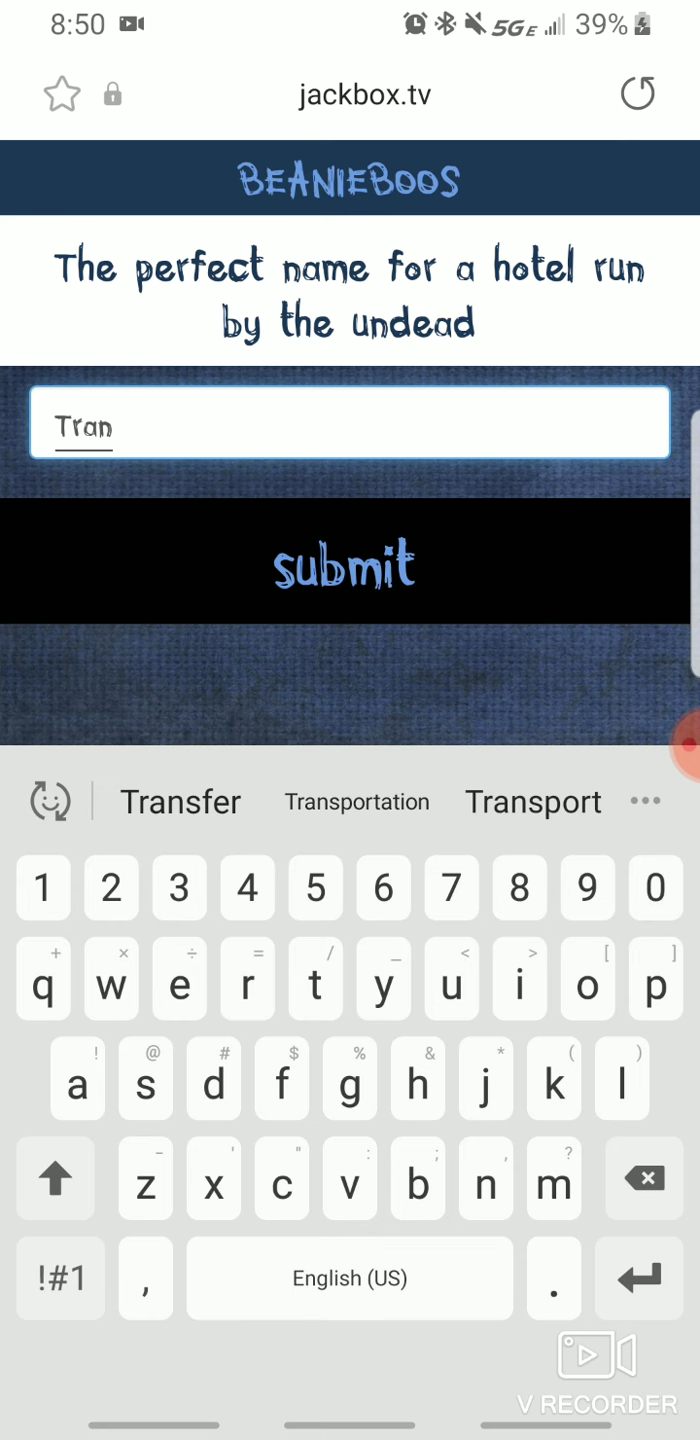 8:50 5G E 39%
jackbox.tv
BEANIEBOOS
The perfect name for a hotel run
by the undead
Tran
submit
Transfer Transportation Transport •••
1 2 3 4 5 6 7 8 9 0
+ × ÷ = / _ < > [ ]
q w e r t y u i o p
! @ # $ % & * ( )
a s d f g h j k l
- ' " : ; , ?
z x c v b n m
!#1 , English (US) .
V RECORDER